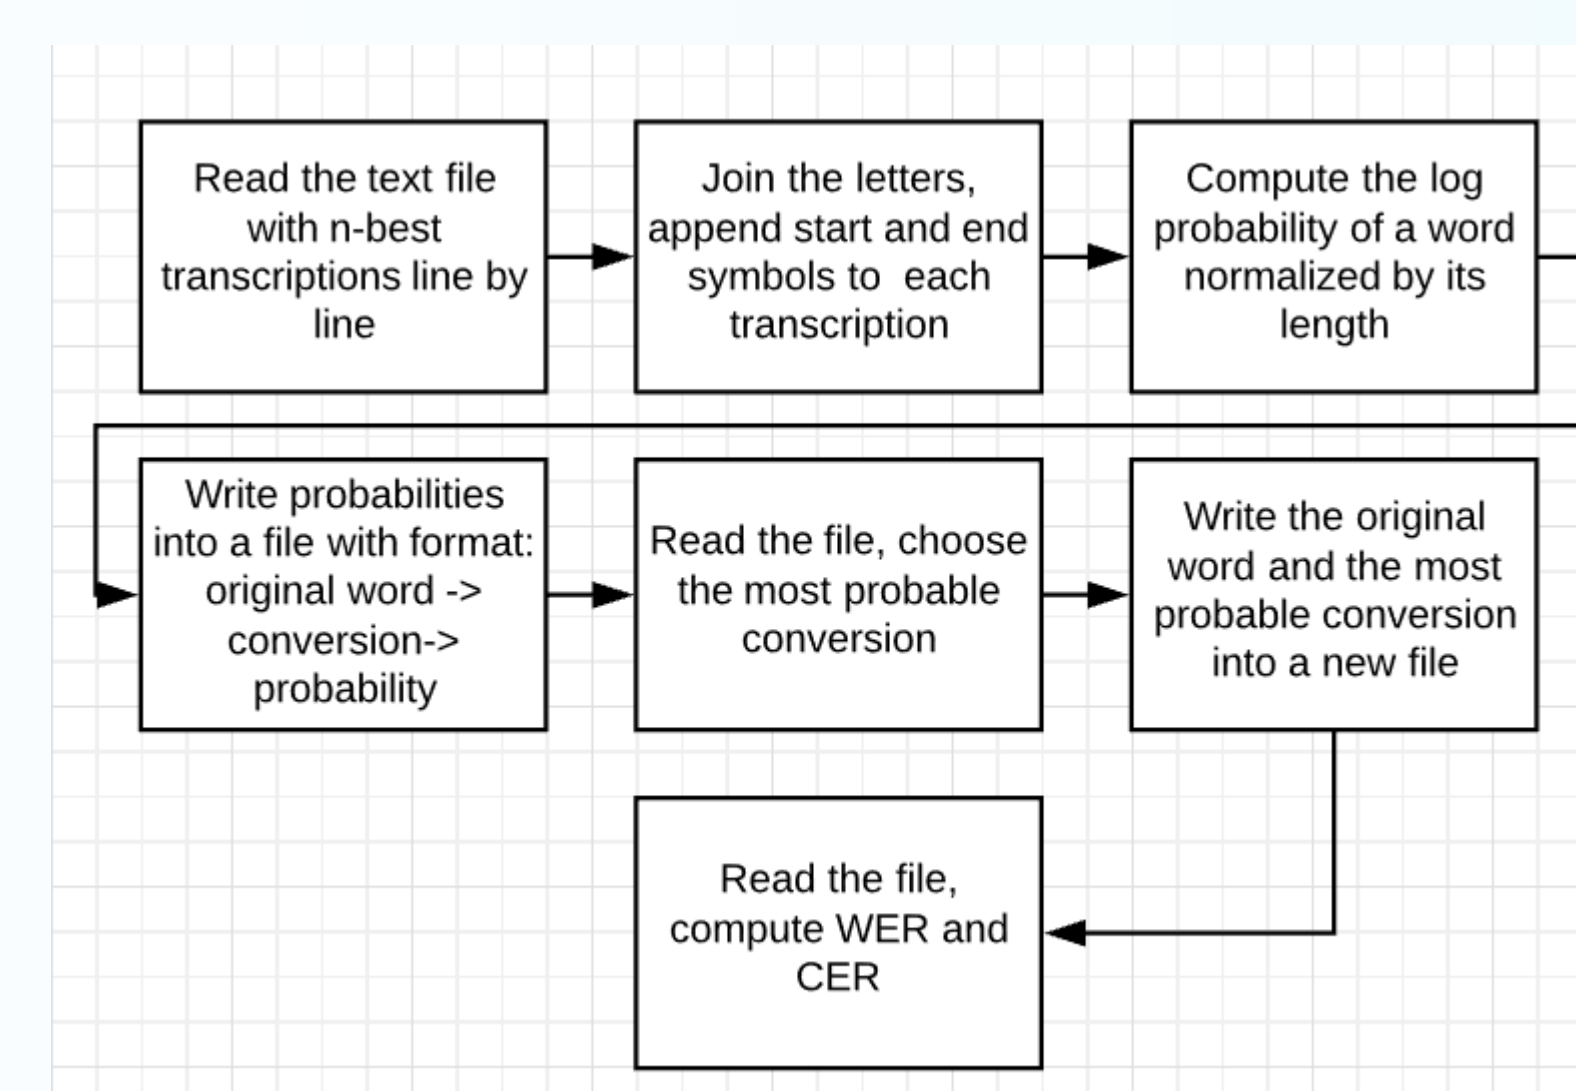 Read the text file
with n-best
transcriptions line by
line
Join the letters,
append start and end
symbols to  each
transcription
Compute the log
probability of a word
normalized by its
length
Write probabilities
into a file with format:
original word ->
conversion->
probability
Read the file, choose
the most probable
conversion
Write the original
word and the most
probable conversion
into a new file
Read the file,
compute WER and
CER